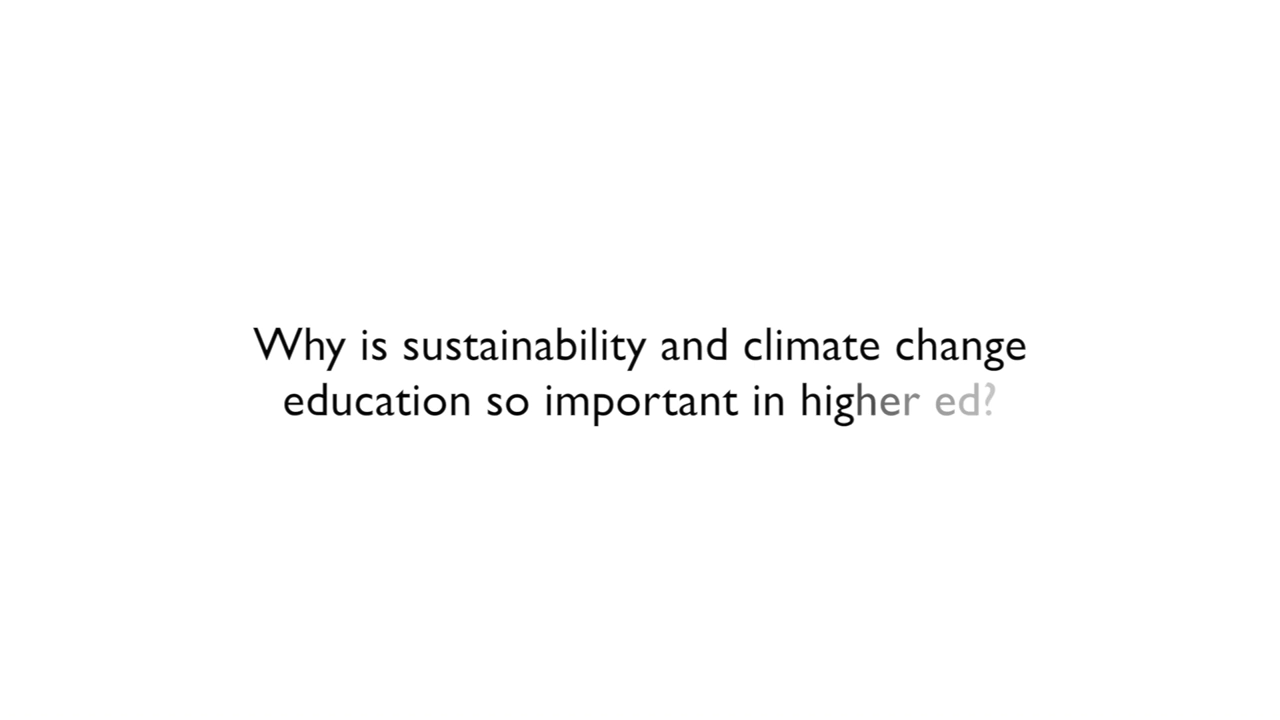 Why is sustainability and climate change
education so important in higher ed?